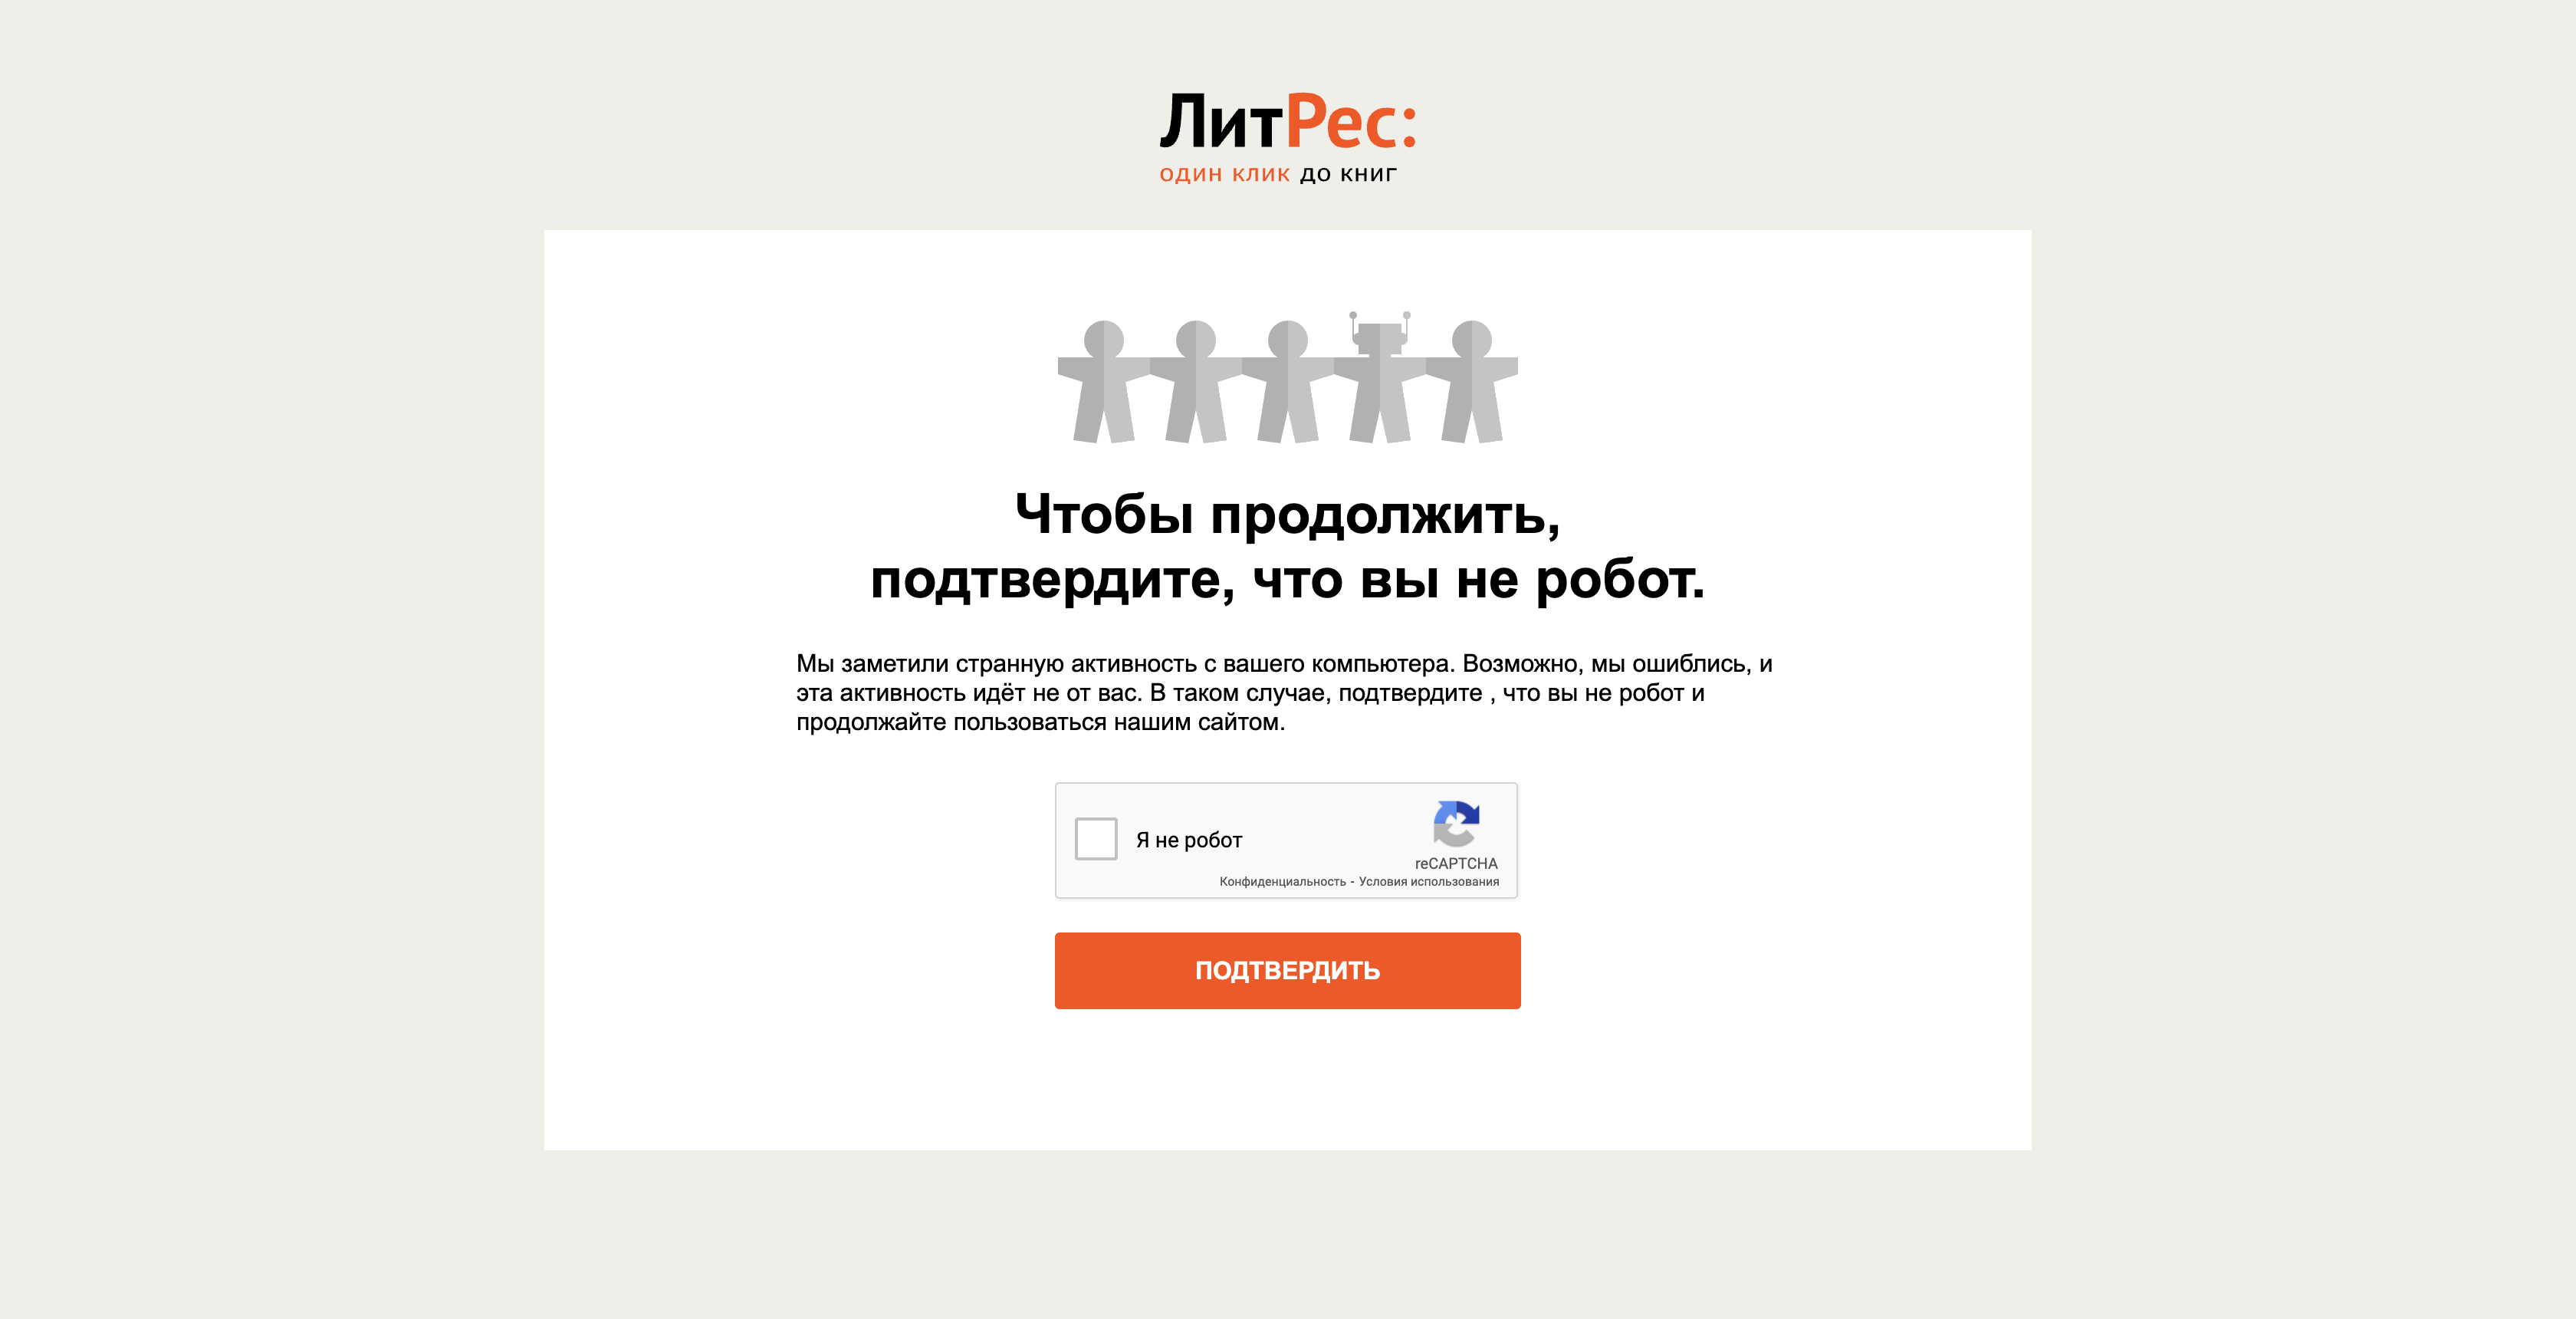 ЛитРес:
один клик до книг
Чтобы продолжить,
подтвердите, что вы не робот.
Мы заметили странную активность с вашего компьютера. Возможно, мы ошиблись, и
эта активность идёт не от вас. В таком случае, подтвердите , что вы не робот и
продолжайте пользоваться нашим сайтом.
Я не робот
reCAPTCHA
Конфиденциальность - Условия использования
ПОДТВЕРДИТЬ